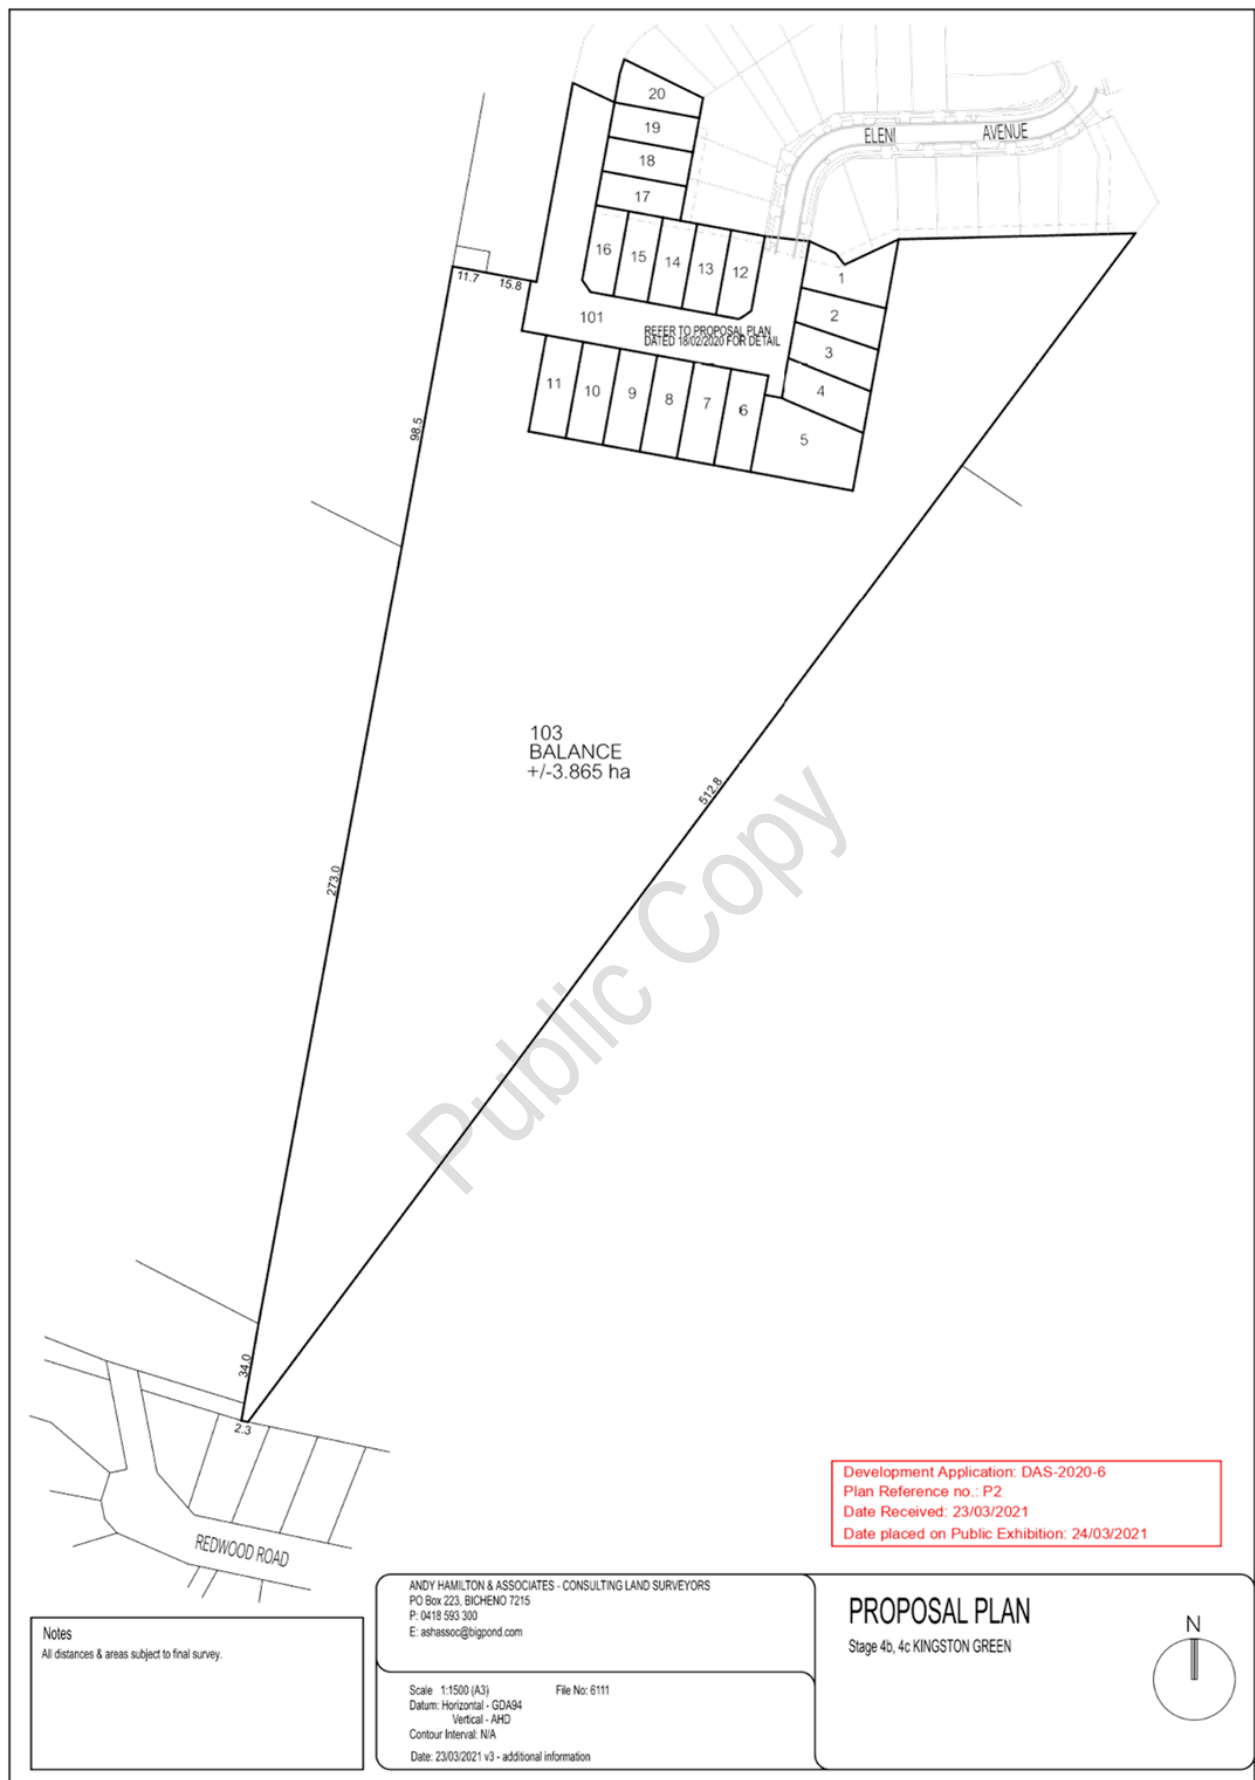 20
19
18
17
ELENI AVENUE
16
15
14
13
12
1
2
3
4
5
11.7
15.8
101
REFER TO PROPOSAL PLAN
DATED 18/02/2020 FOR DETAIL
11
10
9
8
7
6
98.5
103
BALANCE
+/-3.865 ha
512.8
273.0
Public Copy
34.0
2.3
REDWOOD ROAD
Development Application: DAS-2020-6
Plan Reference no.: P2
Date Received: 23/03/2021
Date placed on Public Exhibition: 24/03/2021
Notes
All distances & areas subject to final survey.
ANDY HAMILTON & ASSOCIATES - CONSULTING LAND SURVEYORS
PO Box 223, BICHENO 7215
P: 0418 593 300
E: ashassoc@bigpond.com
Scale 1:1500 (A3) File No: 6111
Datum: Horizontal - GDA94
Vertical - AHD
Contour Interval: N/A
Date: 23/03/2021 v3 - additional information
PROPOSAL PLAN
Stage 4b, 4c KINGSTON GREEN
N